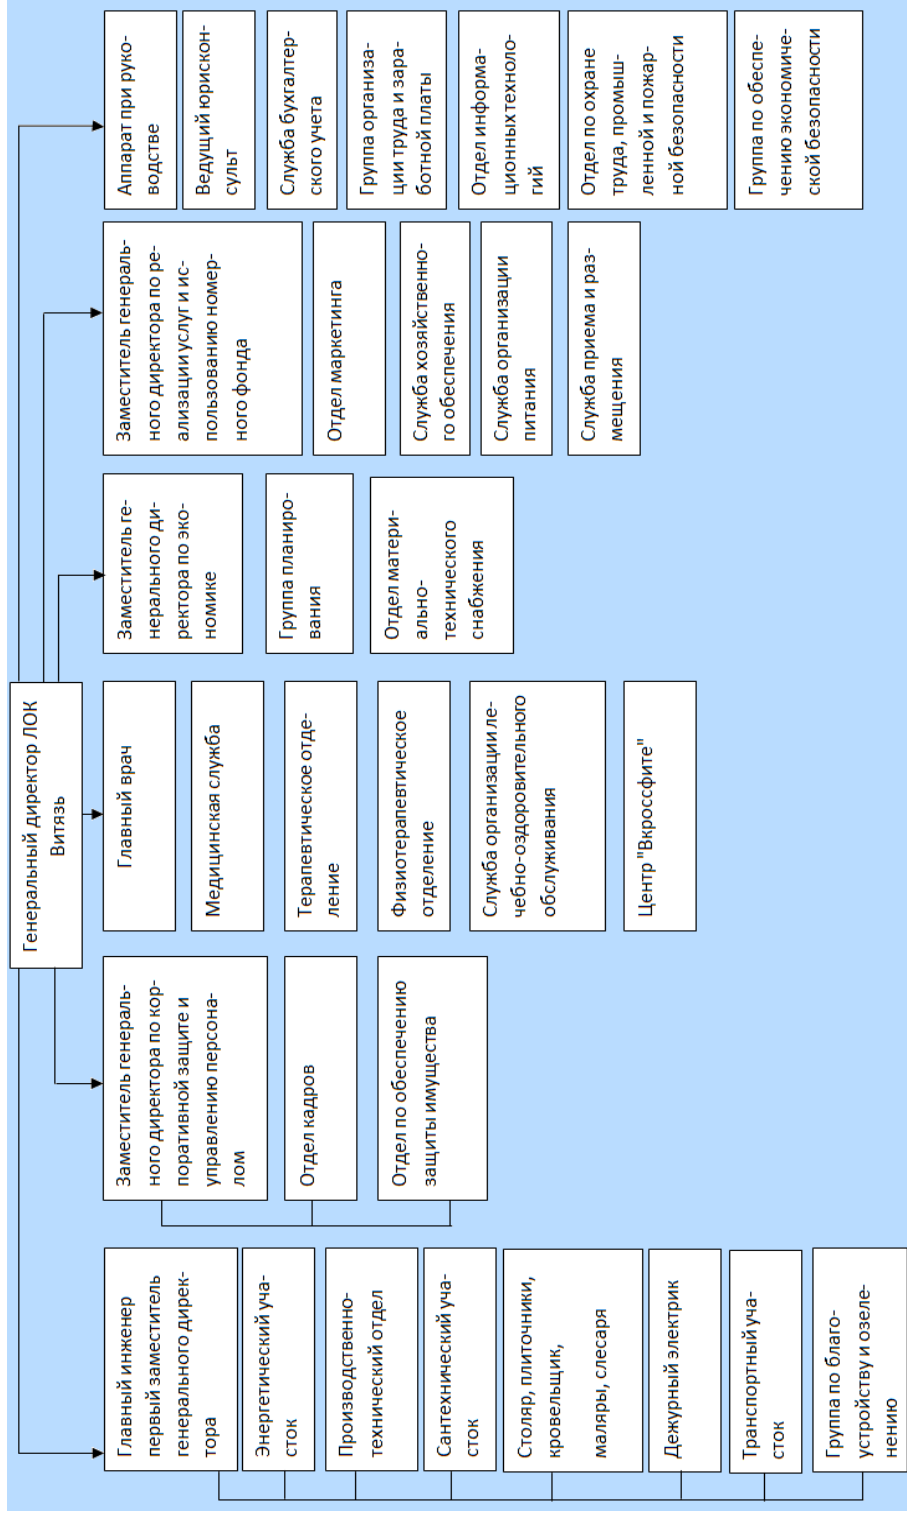 Генеральный директор ЛОК
Витязь
Главный инженер
первый заместитель
генерального дирек-
тора
Энергетический уча-
сток
Производственно-
технический отдел
Сантехнический уча-
сток
Столяр, плиточники,
кровельщик,
маляры, слесаря
Дежурный электрик
Транспортный уча-
сток
Группа по благо-
устройству и озеле-
нению
Заместитель генераль-
ного директора по кор-
поративной защите и
управлению персона-
лом
Отдел кадров
Отдел по обеспечению
защиты имущества
Главный врач
Медицинская служба
Терапевтическое отде-
ление
Физиотерапевтическое
отделение
Служба организации ле-
чебно-оздоровительного
обслуживания
Центр "Вкроссфите"
Заместитель ге-
нерального ди-
ректора по эко-
номике
Группа планиро-
вания
Отдел матери-
ально-
технического
снабжения
Заместитель генераль-
ного директора по ре-
ализации услуг и ис-
пользованию номер-
ного фонда
Отдел маркетинга
Служба хозяйственно-
го обеспечения
Служба организации
питания
Служба приема и раз-
мещения
Аппарат при руко-
водстве
Ведущий юрискон-
сульт
Служба бухгалтер-
ского учета
Группа организа-
ции труда и зара-
ботной платы
Отдел информа-
ционных техноло-
гий
Отдел по охране
труда, промыш-
ленной и пожар-
ной безопасности
Группа по обеспе-
чению экономиче-
ской безопасности